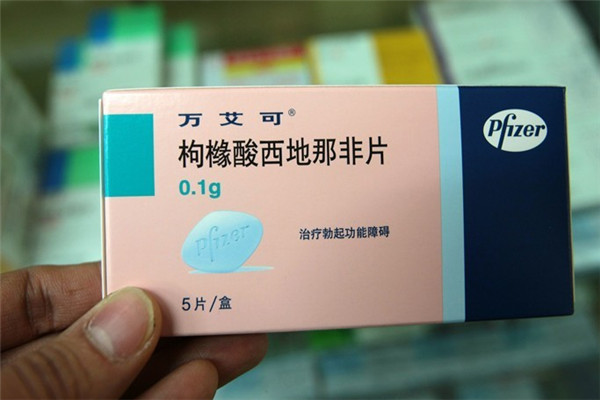 万艾可®
枸橼酸西地那非片
0.1g
Pfizer
治疗勃起功能障碍
5片/盒
Pfizer